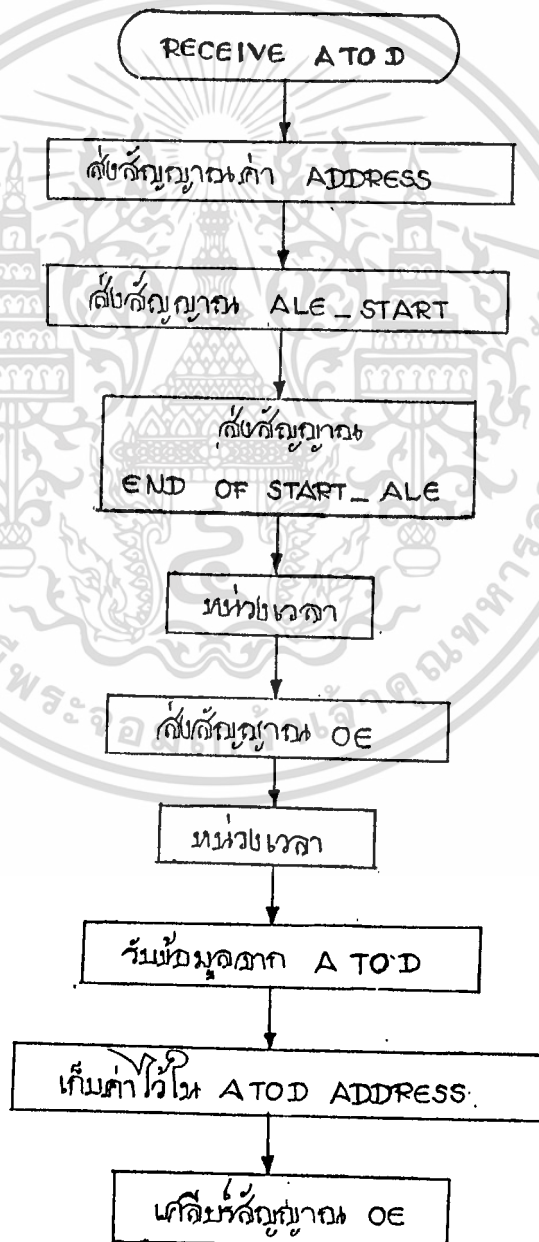 RECEIVE A TO D
ส่งสัญญาณค่า ADDRESS
ส่งสัญญาณ ALE_START
ส่งสัญญาณ
END OF START_ALE
หน่วงเวลา
ส่งสัญญาณ OE
หน่วงเวลา
รับข้อมูลจาก A TO D
เก็บค่าไว้ใน ATOD ADDRESS
เคลียร์สัญญาณ OE